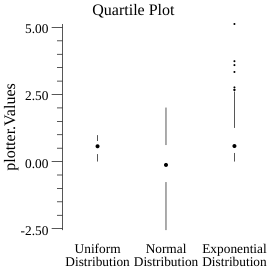 Quartile Plot
plotter.Values
5.00
2.50
0.00
-2.50
Uniform
Distribution
Normal
Distribution
Exponential
Distribution